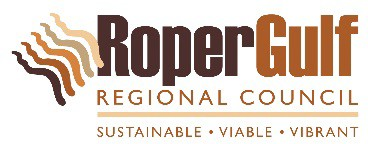 RoperGulf
REGIONAL COUNCIL
SUSTAINABLE • VIABLE • VIBRANT